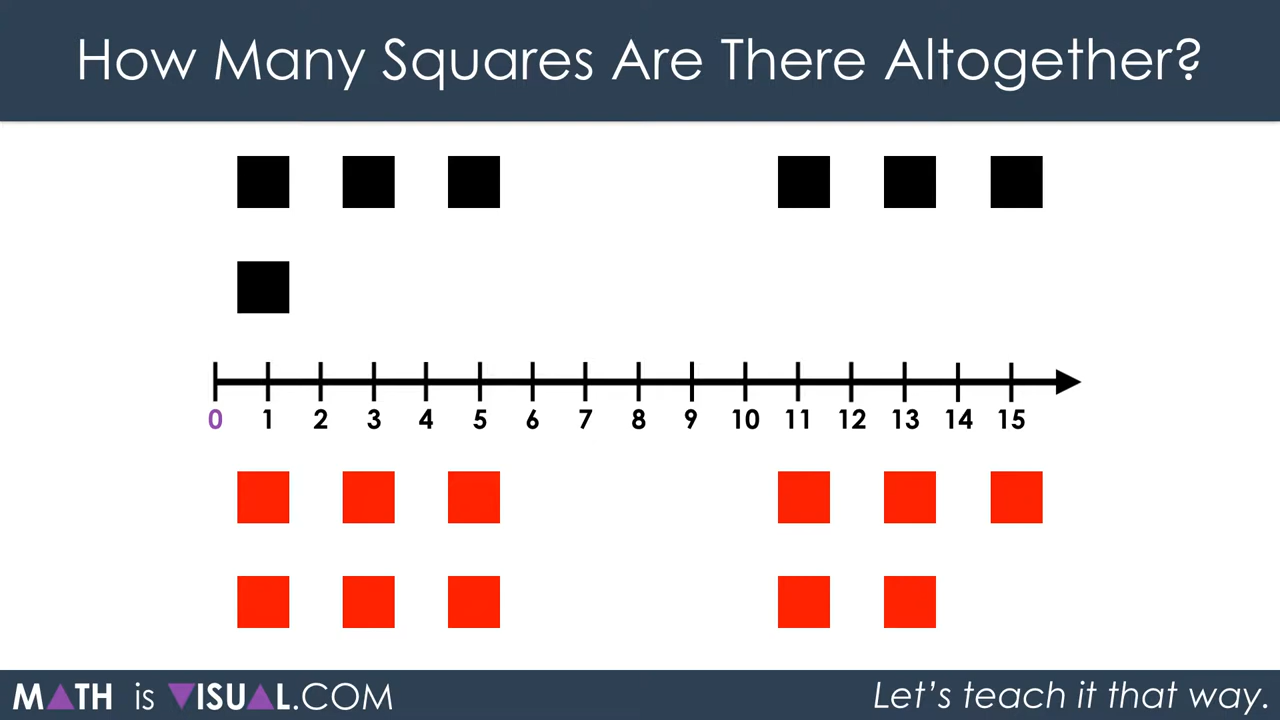 How Many Squares Are There Altogether?
0 1 2 3 4 5 6 7 8 9 10 11 12 13 14 15
MATH is VISUAL.COM
Let's teach it that way.